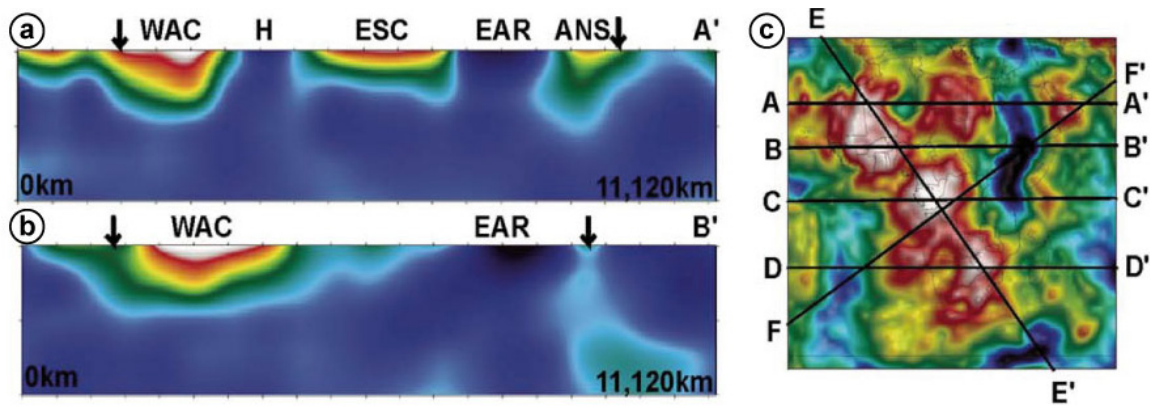 a WAC H ESC EAR ANS A'
0km 11,120km
b WAC EAR B'
0km 11,120km
c E
F'
A A'
B B'
C C'
D D'
F
E'